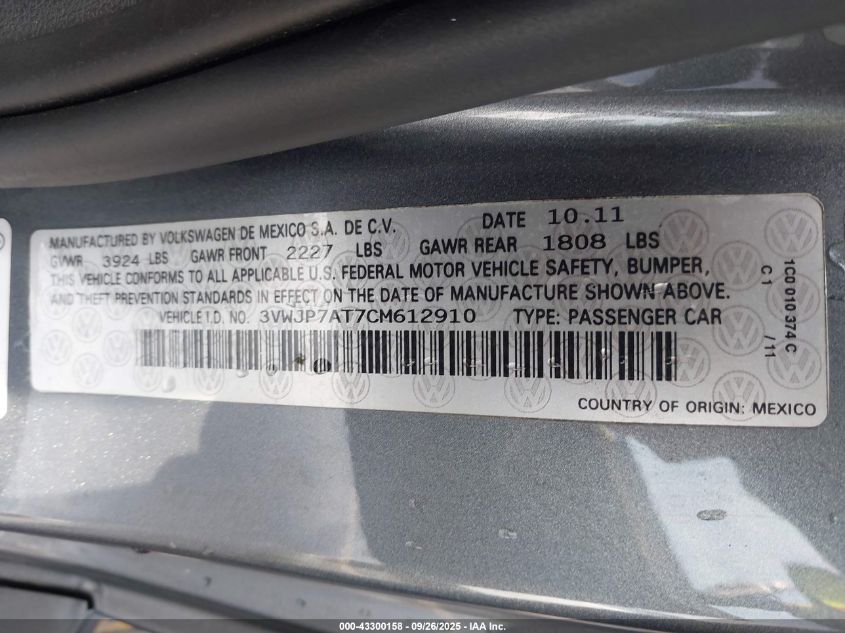 MANUFACTURED BY VOLKSWAGEN DE MEXICO S.A. DE C.V. DATE 10.11
GVWR 3924 LBS GAWR FRONT 2227 LBS GAWR REAR 1808 LBS
THIS VEHICLE CONFORMS TO ALL APPLICABLE U.S. FEDERAL MOTOR VEHICLE SAFETY, BUMPER,
AND THEFT PREVENTION STANDARDS IN EFFECT ON THE DATE OF MANUFACTURE SHOWN ABOVE.
VEHICLE I.D. NO. 3VWJP7AT7CM612910 TYPE: PASSENGER CAR
COUNTRY OF ORIGIN: MEXICO
1C0 010 374 C
C 1 /11
000-43300158 - 09/26/2025 - IAA Inc.